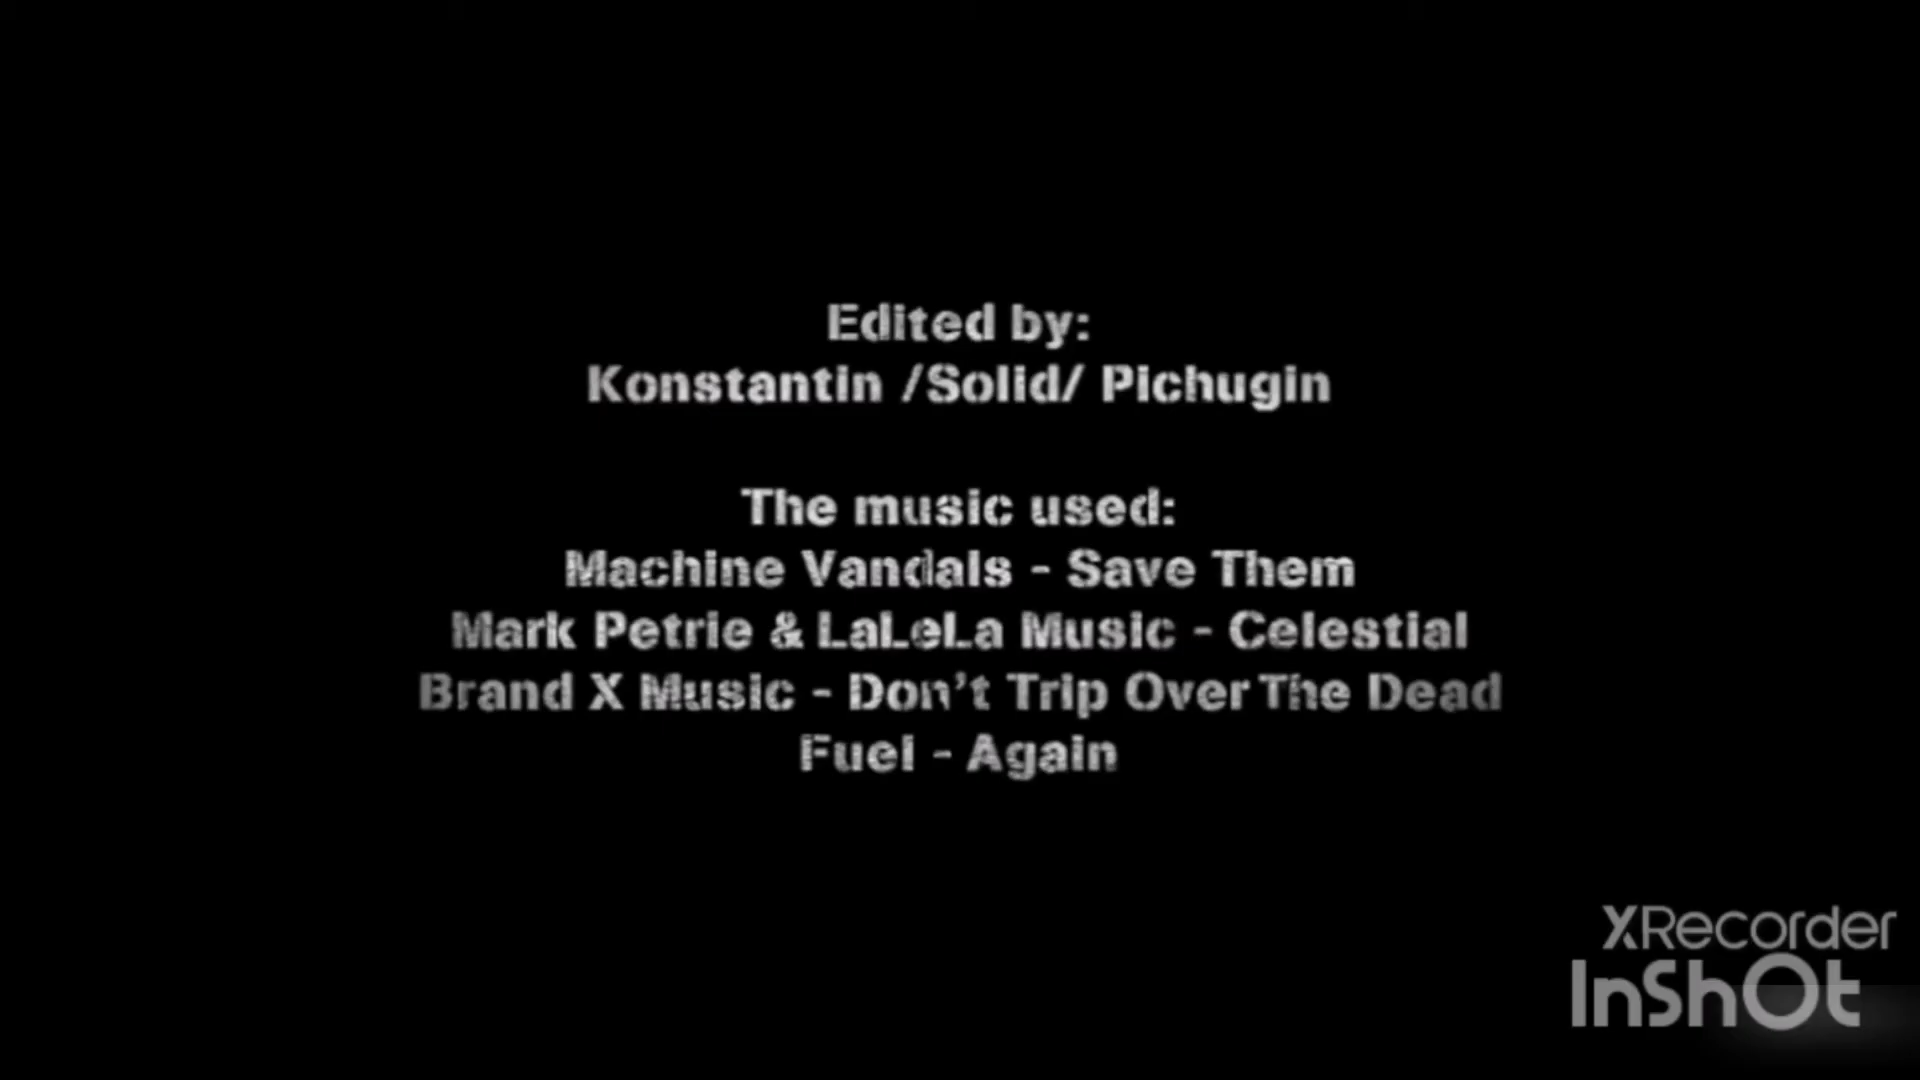 Edited by:
Konstantin /Solid/ Pichugin
The music used:
Machine Vandals - Save Them
Mark Petrie & LaLeLa Music - Celestial
Brand X Music - Don't Trip Over The Dead
Fuel - Again
XRecorder
InShOt